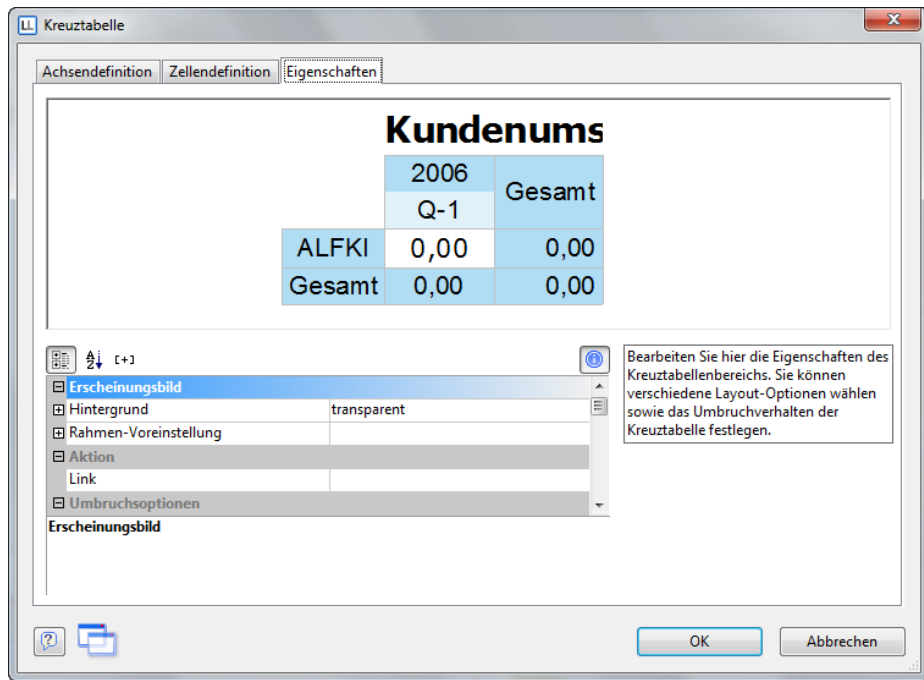 LL Kreuztabelle
Achsendefinition Zellendefinition Eigenschaften
Kundenums
2006 Gesamt
Q-1
ALFKI 0,00 0,00
Gesamt 0,00 0,00
A Z [+]
Erscheinungsbild
Hintergrund transparent
Rahmen-Voreinstellung
Aktion
Link
Umbruchsoptionen
Erscheinungsbild
Bearbeiten Sie hier die Eigenschaften des
Kreuztabellenbereichs. Sie können
verschiedene Layout-Optionen wählen
sowie das Umbruchverhalten der
Kreuztabelle festlegen.
OK Abbrechen